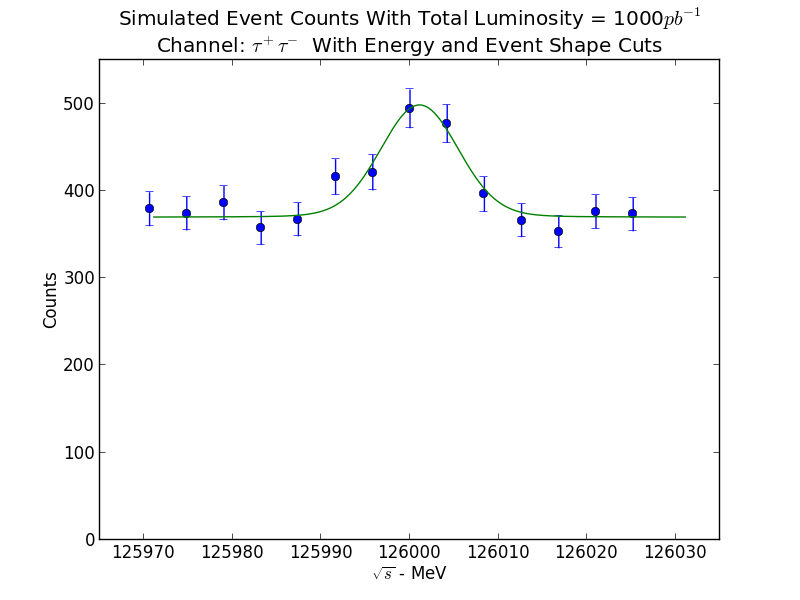 Simulated Event Counts With Total Luminosity = 1000pb⁻¹
Channel: τ⁺ τ⁻ With Energy and Event Shape Cuts
500
400
300
200
100
0
Counts
125970 125980 125990 126000 126010 126020 126030
√s - MeV